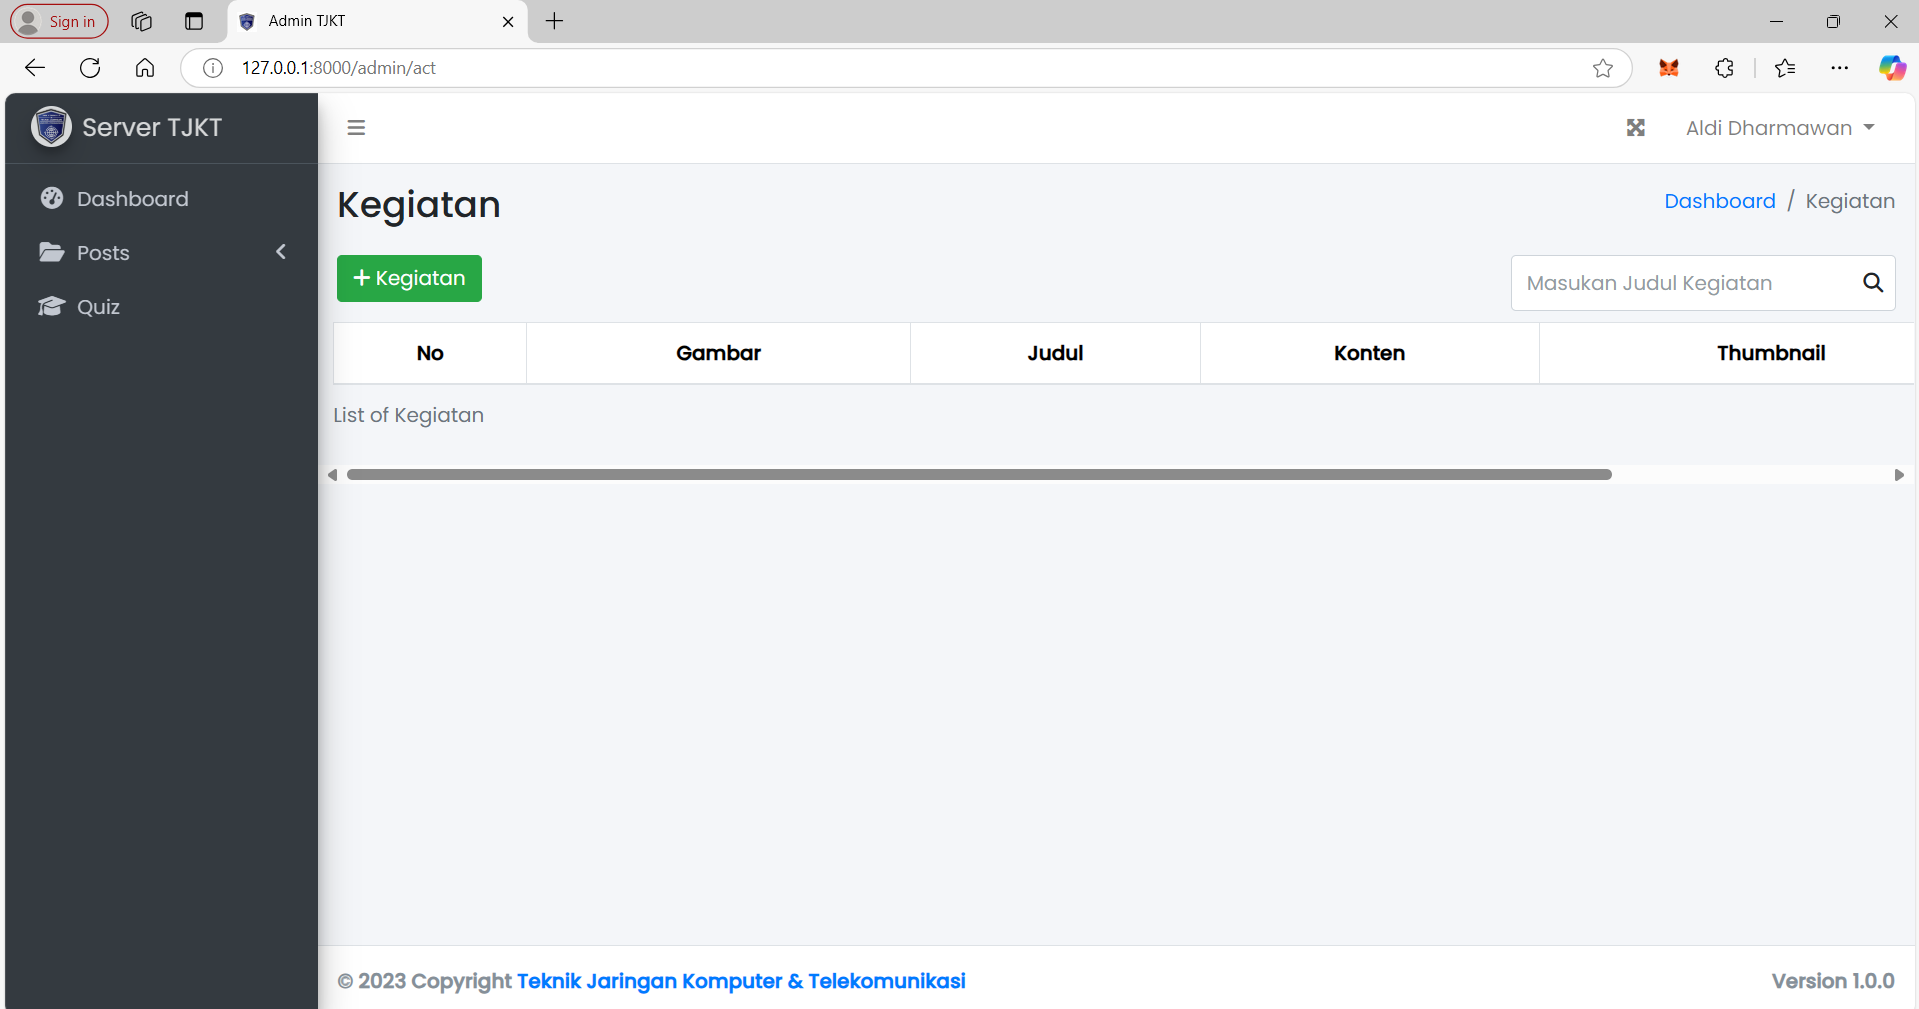 Sign in
Admin TJKT
127.0.0.1:8000/admin/act
Server TJKT
Aldi Dharmawan
Dashboard
Posts
Quiz
Kegiatan
Dashboard / Kegiatan
+ Kegiatan
Masukan Judul Kegiatan
No Gambar Judul Konten Thumbnail
List of Kegiatan
© 2023 Copyright Teknik Jaringan Komputer & Telekomunikasi
Version 1.0.0